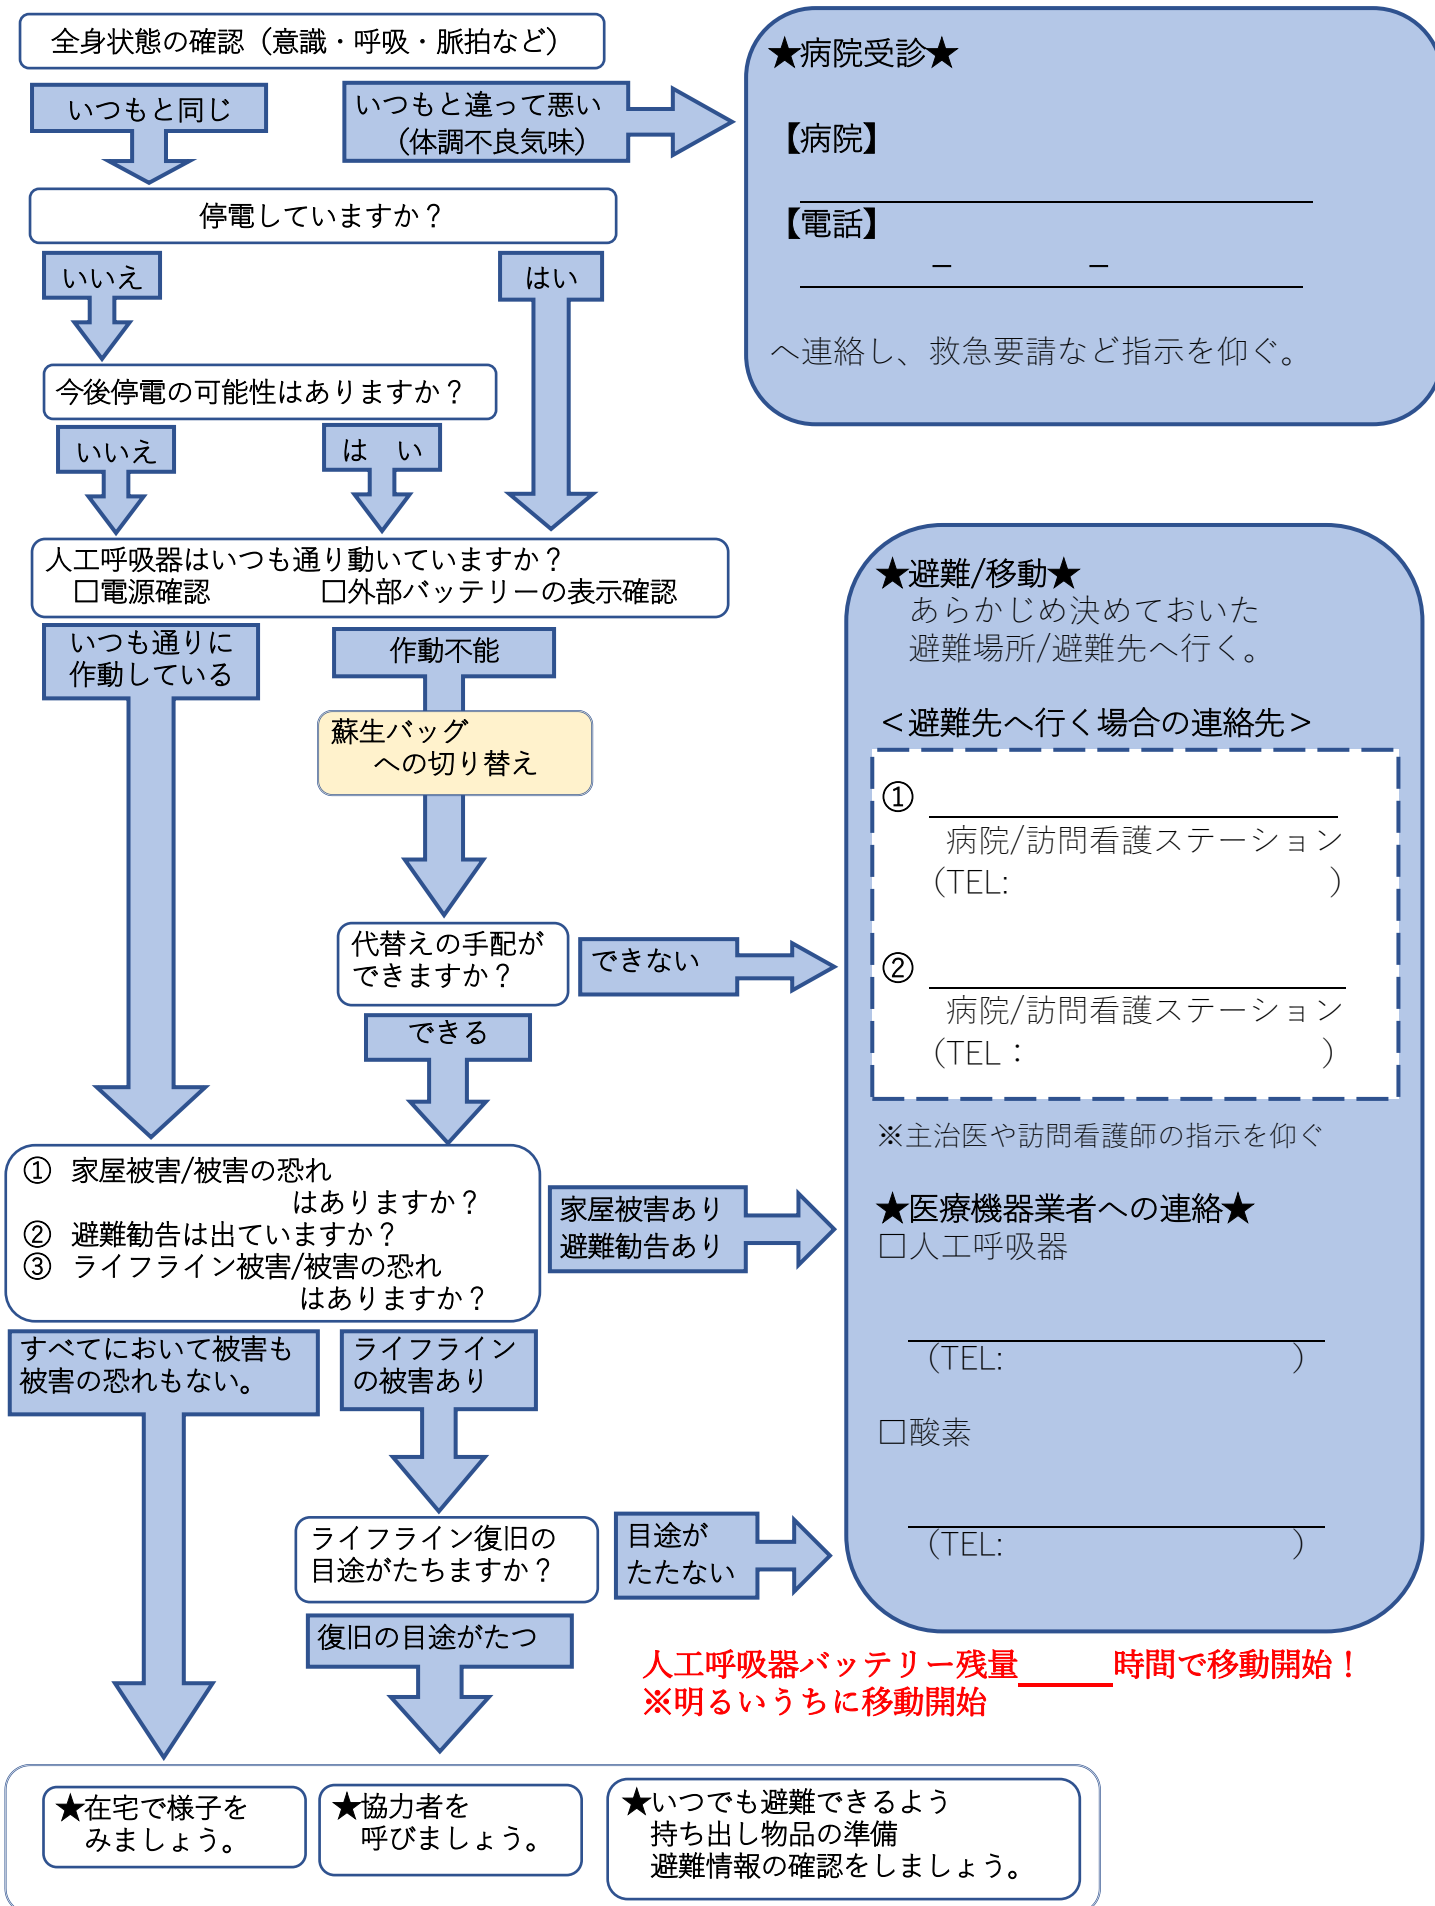 全身状態の確認（意識・呼吸・脈拍など）
いつもと同じ
いつもと違って悪い
（体調不良気味）
★病院受診★
【病院】
【電話】
－ －
へ連絡し、救急要請など指示を仰ぐ。
停電していますか？
いいえ
はい
今後停電の可能性はありますか？
いいえ
は い
人工呼吸器はいつも通り動いていますか？
□電源確認 □外部バッテリーの表示確認
いつも通りに
作動している
作動不能
蘇生バッグ
への切り替え
代替えの手配が
できますか？
できない
できる
★避難/移動★
あらかじめ決めておいた
避難場所/避難先へ行く。
＜避難先へ行く場合の連絡先＞
①
病院/訪問看護ステーション
（TEL: ）
②
病院/訪問看護ステーション
（TEL： ）
※主治医や訪問看護師の指示を仰ぐ
★医療機器業者への連絡★
□人工呼吸器
（TEL: ）
□酸素
（TEL: ）
① 家屋被害/被害の恐れ
はありますか？
② 避難勧告は出ていますか？
③ ライフライン被害/被害の恐れ
はありますか？
家屋被害あり
避難勧告あり
すべてにおいて被害も
被害の恐れもない。
ライフライン
の被害あり
ライフライン復旧の
目途がたちますか？
目途が
たたない
復旧の目途がたつ
人工呼吸器バッテリー残量＿＿＿時間で移動開始！
※明るいうちに移動開始
★在宅で様子を
みましょう。
★協力者を
呼びましょう。
★いつでも避難できるよう
持ち出し物品の準備
避難情報の確認をしましょう。